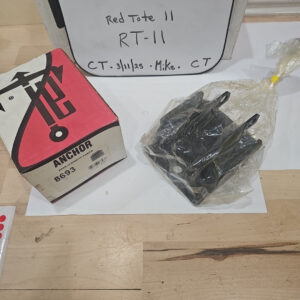 Red Tote 11
RT-11
CT · 3/11/25 · Mike · CT
ANCHOR
8693